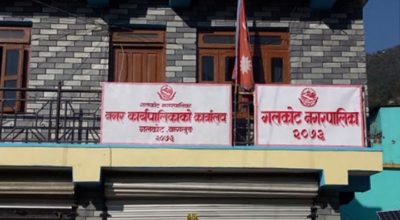 गलकोट नगरपालिका
नगर कार्यपालिकाको कार्यालय
गलकोट, बागलुङ
२०७३
गलकोट नगरपालिका
२०७३